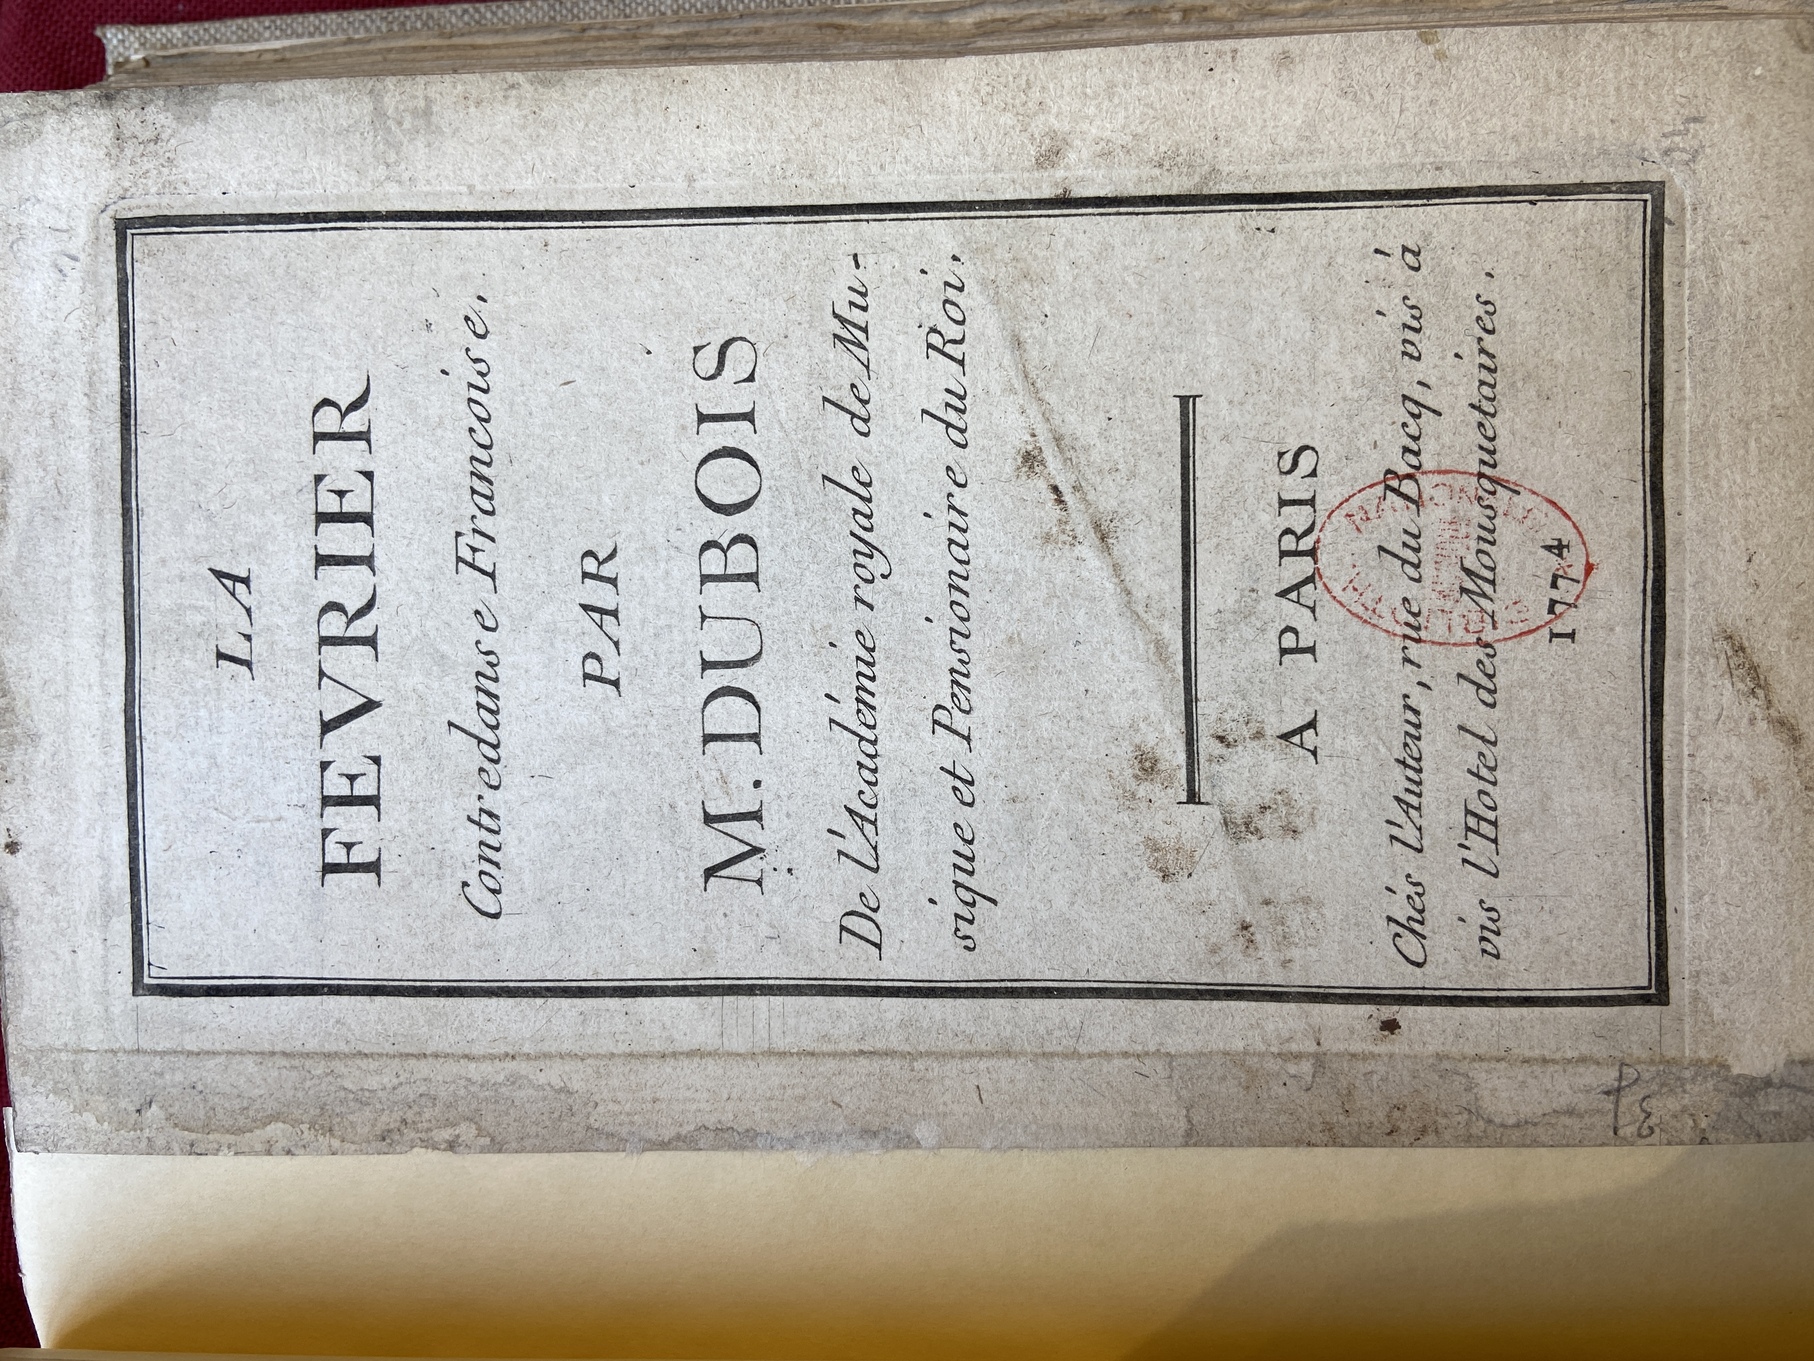 LA
FEVRIER
Contredanse Francoise.
PAR
M. DUBOIS
De l'Académie royale de Mu-
sique et Pensionaire du Roi.
A PARIS
Chés l'Auteur, rue du Bacq, vis à
vis l'Hotel des Mousquetaires.
1774